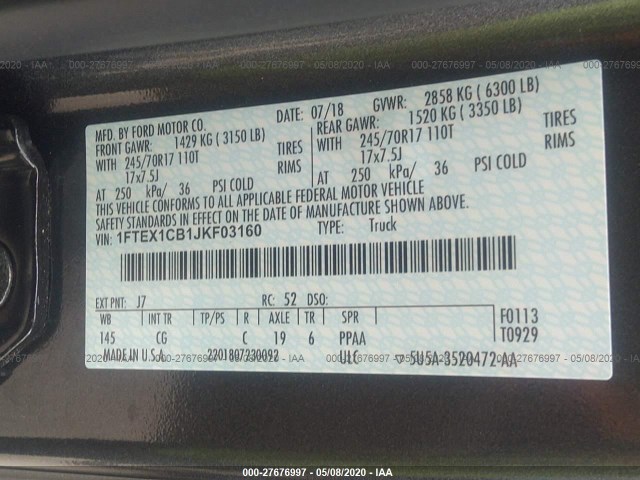 000-27676997 - 05/08/2020 - IAA
DATE: 07/18 GVWR: 2858 KG ( 6300 LB)
MFD. BY FORD MOTOR CO.
FRONT GAWR: 1429 KG ( 3150 LB) REAR GAWR: 1520 KG ( 3350 LB)
WITH 245/70R17 110T TIRES WITH 245/70R17 110T TIRES
17x7.5J RIMS 17x7.5J RIMS
AT 250 kPa/ 36 PSI COLD AT 250 kPa/ 36 PSI COLD
THIS VEHICLE CONFORMS TO ALL APPLICABLE FEDERAL MOTOR VEHICLE
SAFETY STANDARDS IN EFFECT ON THE DATE OF MANUFACTURE SHOWN ABOVE.
VIN: 1FTEX1CB1JKF03160 TYPE: Truck
EXT PNT: J7 RC: 52 DSO:
WB INT TR TP/PS R AXLE TR SPR F0113
145 CG C 19 6 PPAA T0929
MADE IN U.S.A. 2201807230092 ULC 5U5A-3520472-AA
000-27676997 - 05/08/2020 - IAA